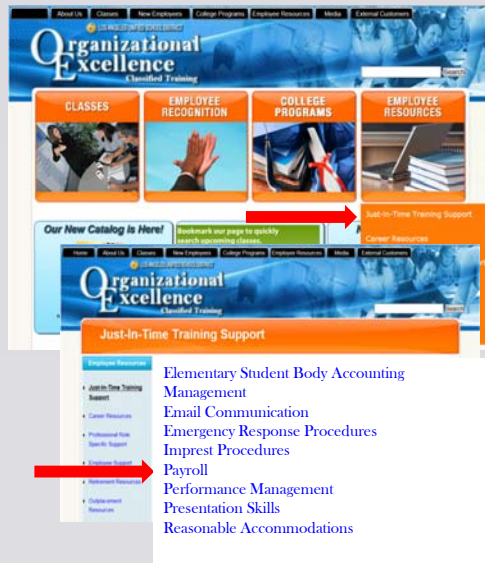 About Us Classes New Employees College Programs Employee Resources Media External Customers
LOS ANGELES UNIFIED SCHOOL DISTRICT
Organizational
Excellence
Classified Training
Search
CLASSES
EMPLOYEE
RECOGNITION
COLLEGE
PROGRAMS
EMPLOYEE
RESOURCES
Just-In-Time Training Support
Career Resources
Our New Catalog is Here!
Bookmark our page to quickly
search upcoming classes.
Home About Us Classes New Employees College Programs Employee Resources Media External Customers
Organizational
Excellence
Classified Training
Search
Just-In-Time Training Support
Employee Resources
Just-In-Time Training
Support
Career Resources
Professional Role
Specific Support
Employee Support
Retirement Resources
Outplacement
Resources
Elementary Student Body Accounting
Management
Email Communication
Emergency Response Procedures
Imprest Procedures
Payroll
Performance Management
Presentation Skills
Reasonable Accommodations